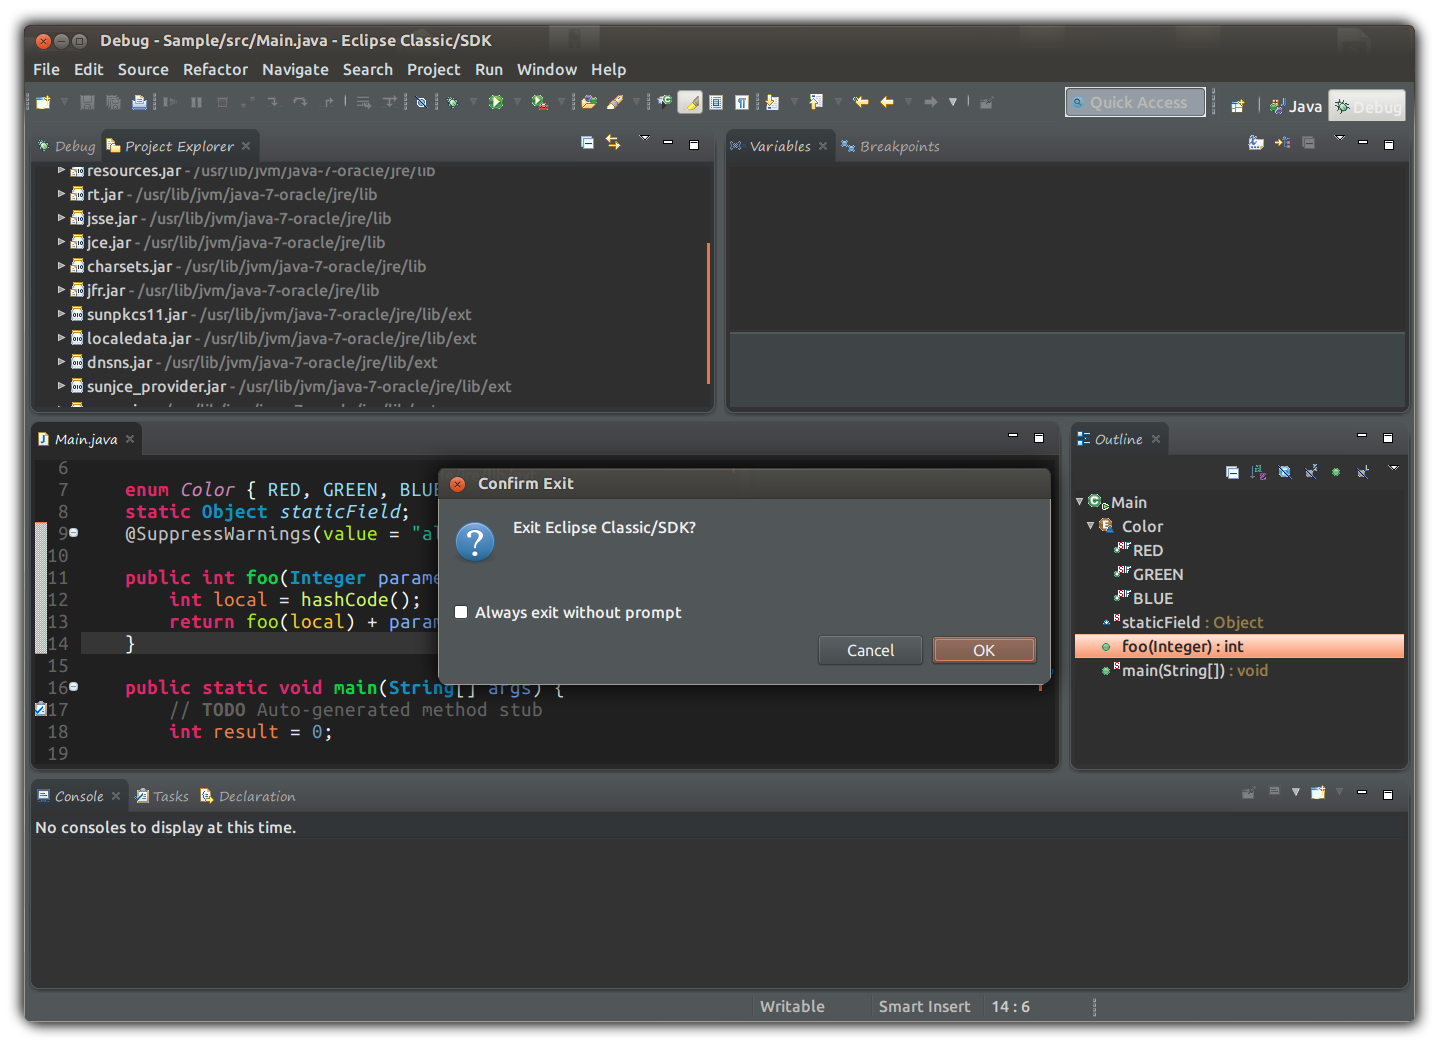 Debug - Sample/src/Main.java - Eclipse Classic/SDK
File Edit Source Refactor Navigate Search Project Run Window Help
Quick Access
Java
Debug
Debug Project Explorer
resources.jar - /usr/lib/jvm/java-7-oracle/jre/lib
rt.jar - /usr/lib/jvm/java-7-oracle/jre/lib
jsse.jar - /usr/lib/jvm/java-7-oracle/jre/lib
jce.jar - /usr/lib/jvm/java-7-oracle/jre/lib
charsets.jar - /usr/lib/jvm/java-7-oracle/jre/lib
jfr.jar - /usr/lib/jvm/java-7-oracle/jre/lib
sunpkcs11.jar - /usr/lib/jvm/java-7-oracle/jre/lib/ext
localedata.jar - /usr/lib/jvm/java-7-oracle/jre/lib/ext
dnsns.jar - /usr/lib/jvm/java-7-oracle/jre/lib/ext
sunjce_provider.jar - /usr/lib/jvm/java-7-oracle/jre/lib/ext
Variables Breakpoints
Main.java
6
7 enum Color { RED, GREEN, BLUE
8 static Object staticField;
9 @SuppressWarnings(value = "al
10
11 public int foo(Integer parame
12 int local = hashCode();
13 return foo(local) + param
14 }
15
16 public static void main(String[] args) {
17 // TODO Auto-generated method stub
18 int result = 0;
19
Confirm Exit
Exit Eclipse Classic/SDK?
Always exit without prompt
Cancel OK
Outline
Main
Color
RED
GREEN
BLUE
staticField : Object
foo(Integer) : int
main(String[]) : void
Console Tasks Declaration
No consoles to display at this time.
Writable Smart Insert 14 : 6